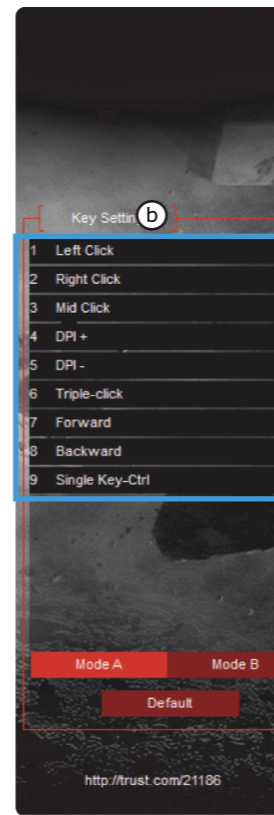 Key Settin
b
1 Left Click
2 Right Click
3 Mid Click
4 DPI +
5 DPI -
6 Triple-click
7 Forward
8 Backward
9 Single Key-Ctrl
Mode A Mode B
Default
http://trust.com/21186